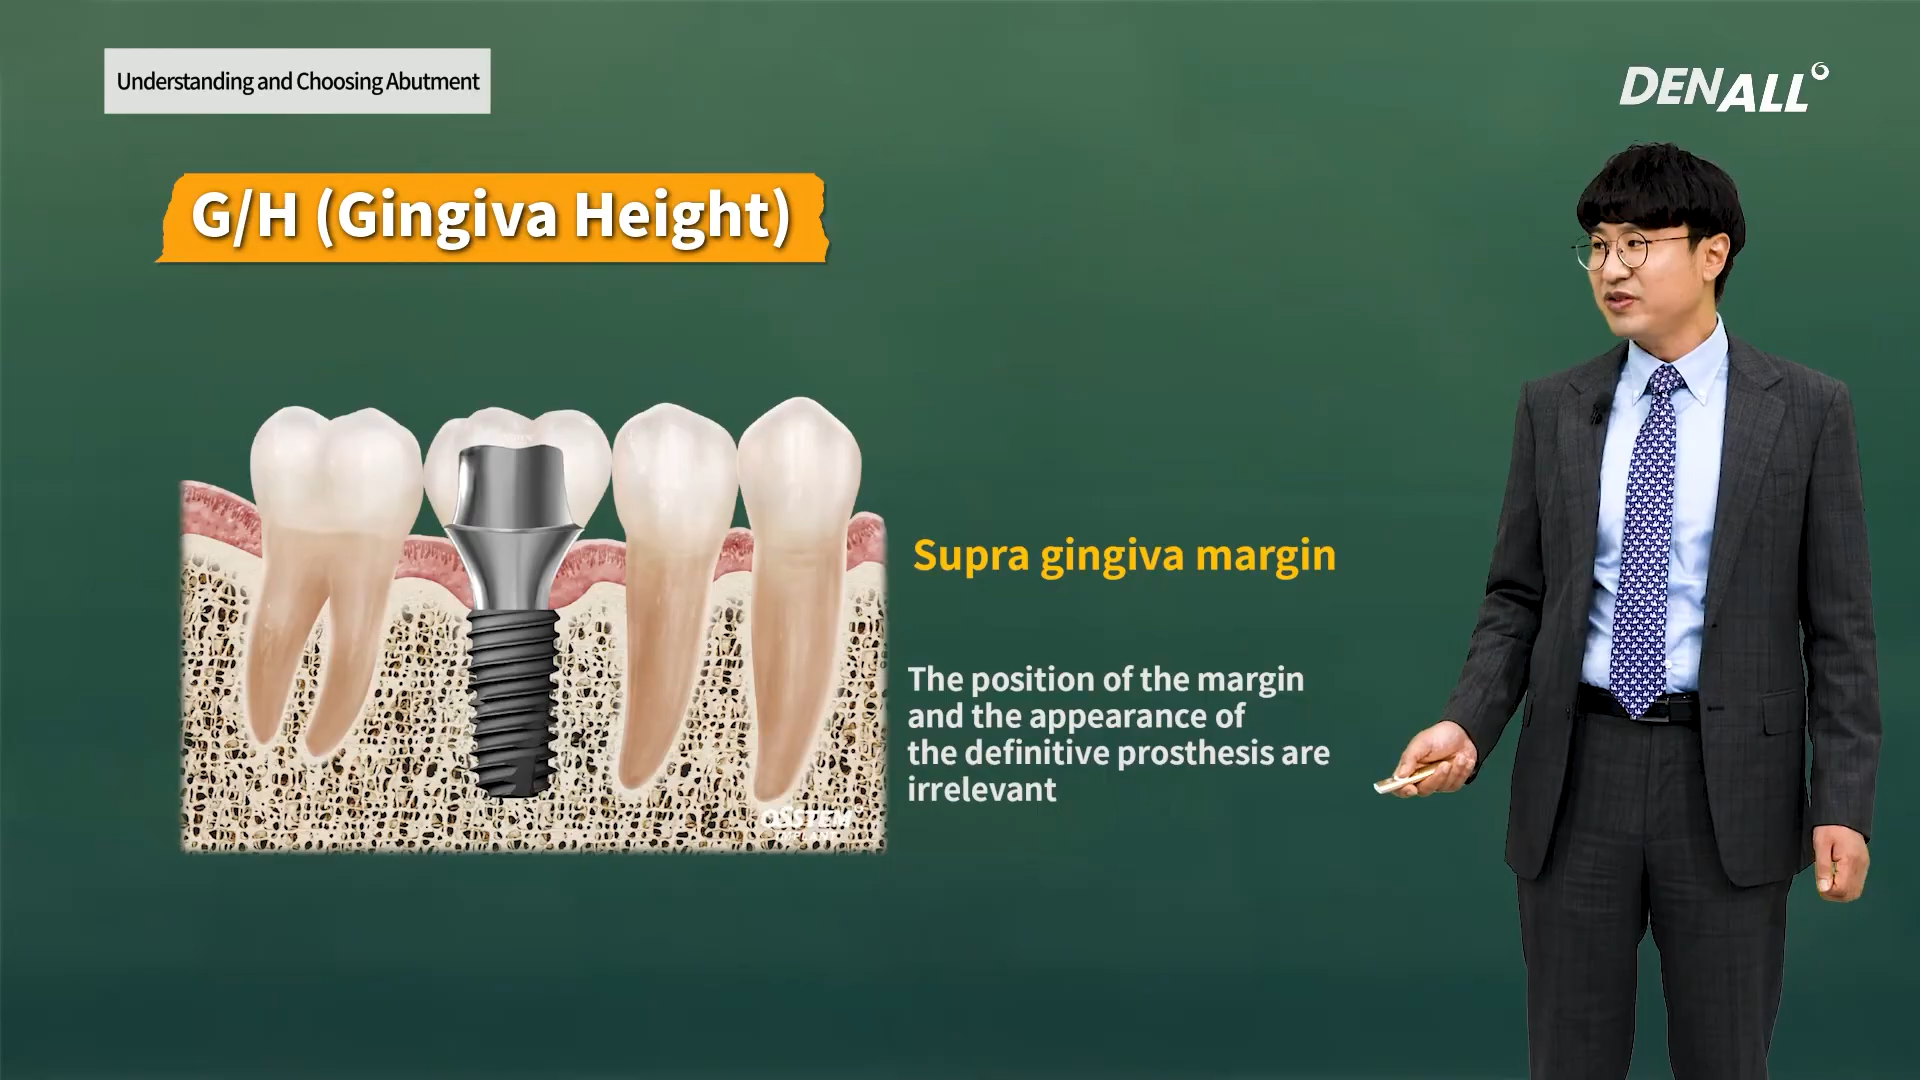 Understanding and Choosing Abutment
DENALL
G/H (Gingiva Height)
Supra gingiva margin
The position of the margin
and the appearance of
the definitive prosthesis are
irrelevant
OSSTEM
IMPLANT